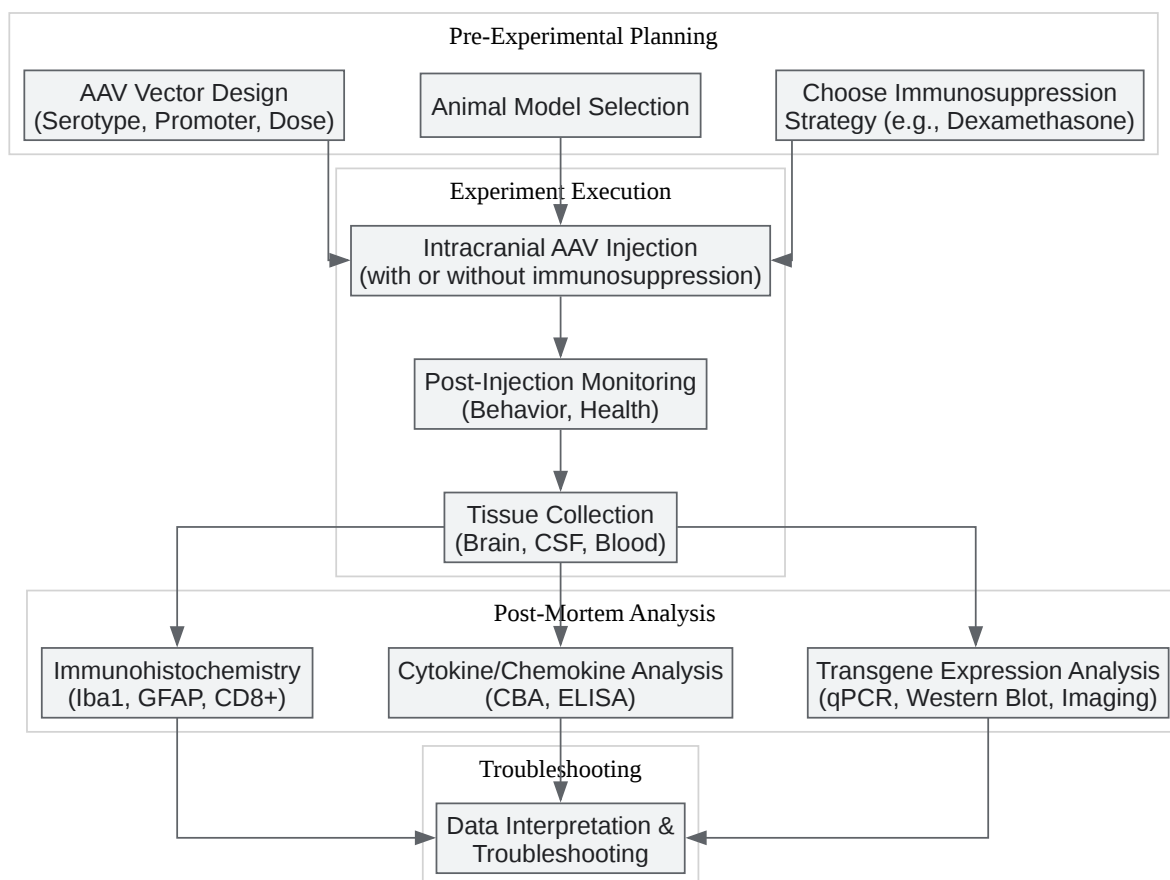 Pre-Experimental Planning
AAV Vector Design
(Serotype, Promoter, Dose)
Animal Model Selection
Choose Immunosuppression
Strategy (e.g., Dexamethasone)
Experiment Execution
Intracranial AAV Injection
(with or without immunosuppression)
Post-Injection Monitoring
(Behavior, Health)
Tissue Collection
(Brain, CSF, Blood)
Post-Mortem Analysis
Immunohistochemistry
(Iba1, GFAP, CD8+)
Cytokine/Chemokine Analysis
(CBA, ELISA)
Transgene Expression Analysis
(qPCR, Western Blot, Imaging)
Troubleshooting
Data Interpretation &
Troubleshooting